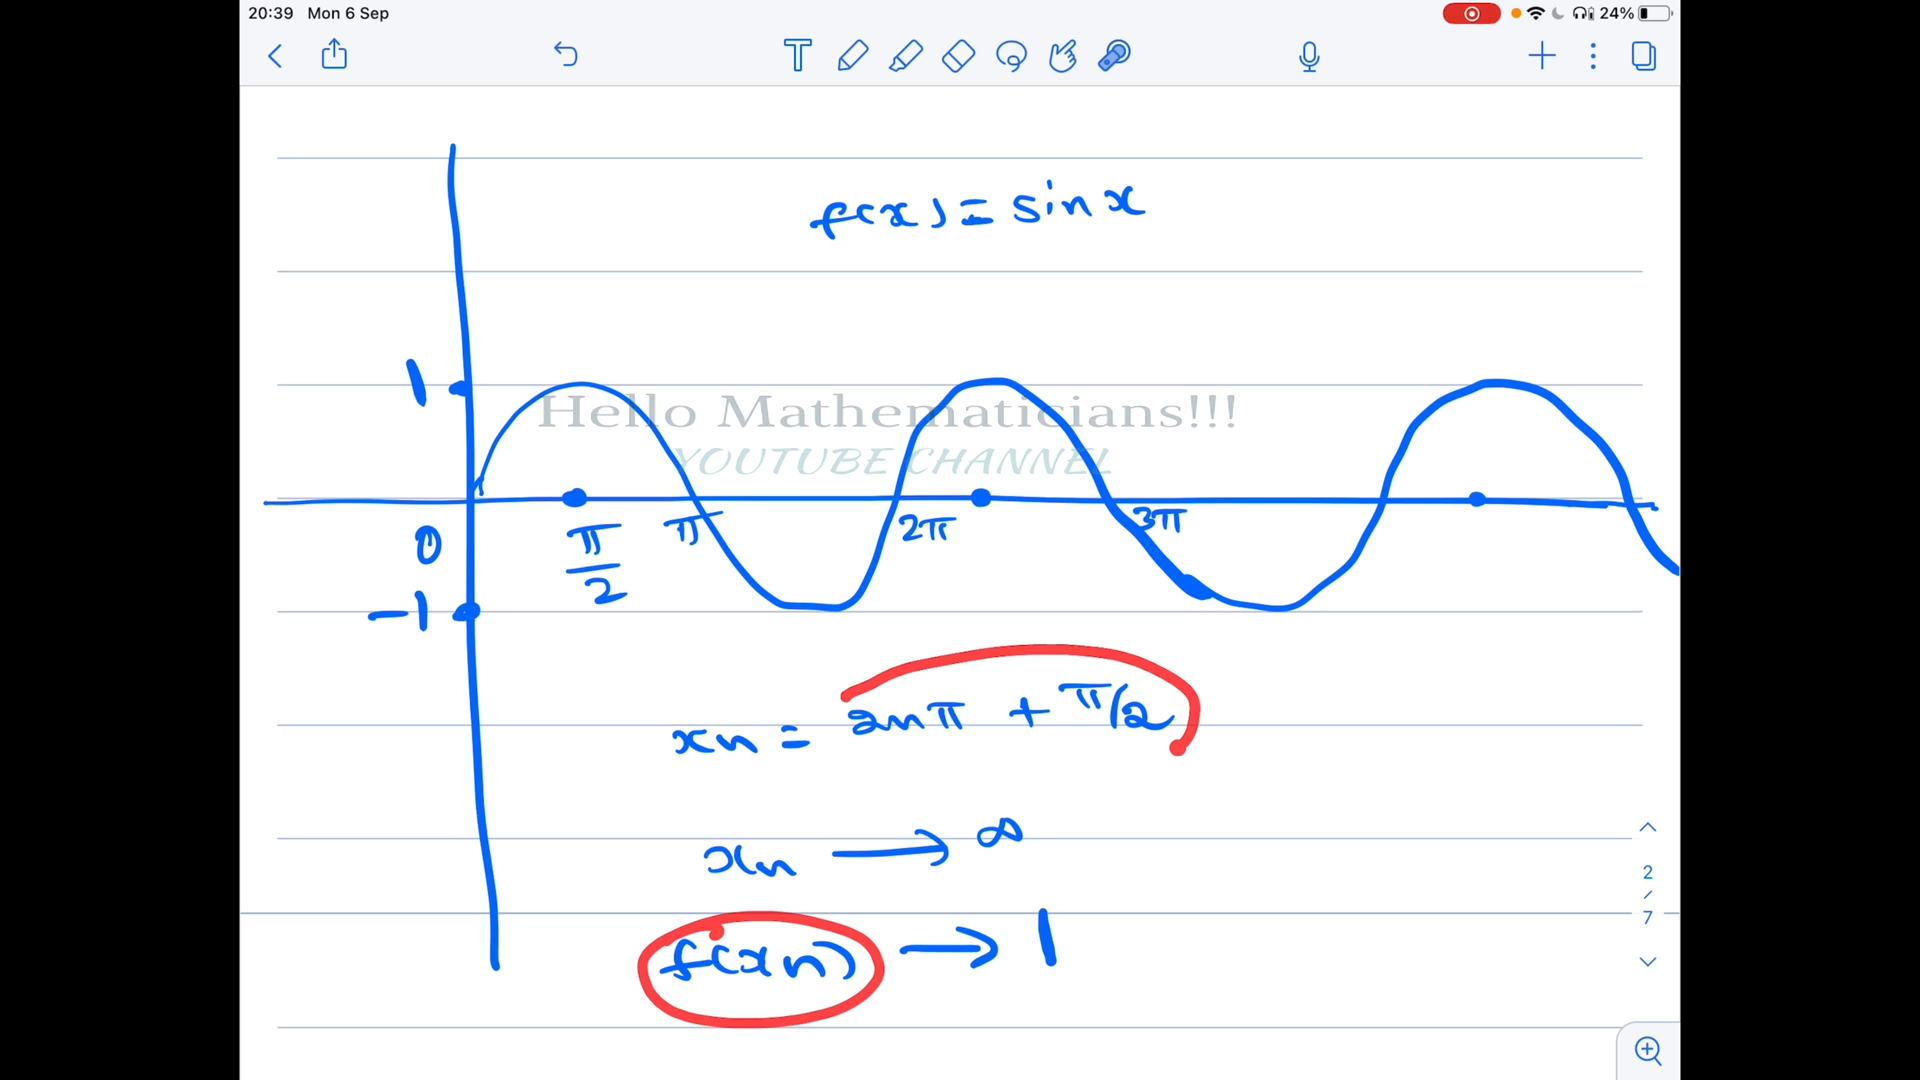 20:39 Mon 6 Sep
24%
T
f(x) = sin x
1
Hello Mathematicians!!!
YOUTUBE CHANNEL
0
π/2
π
2π
3π
-1
xn = 2nπ + π/2
xn → ∞
f(xn) → 1
2
/
7